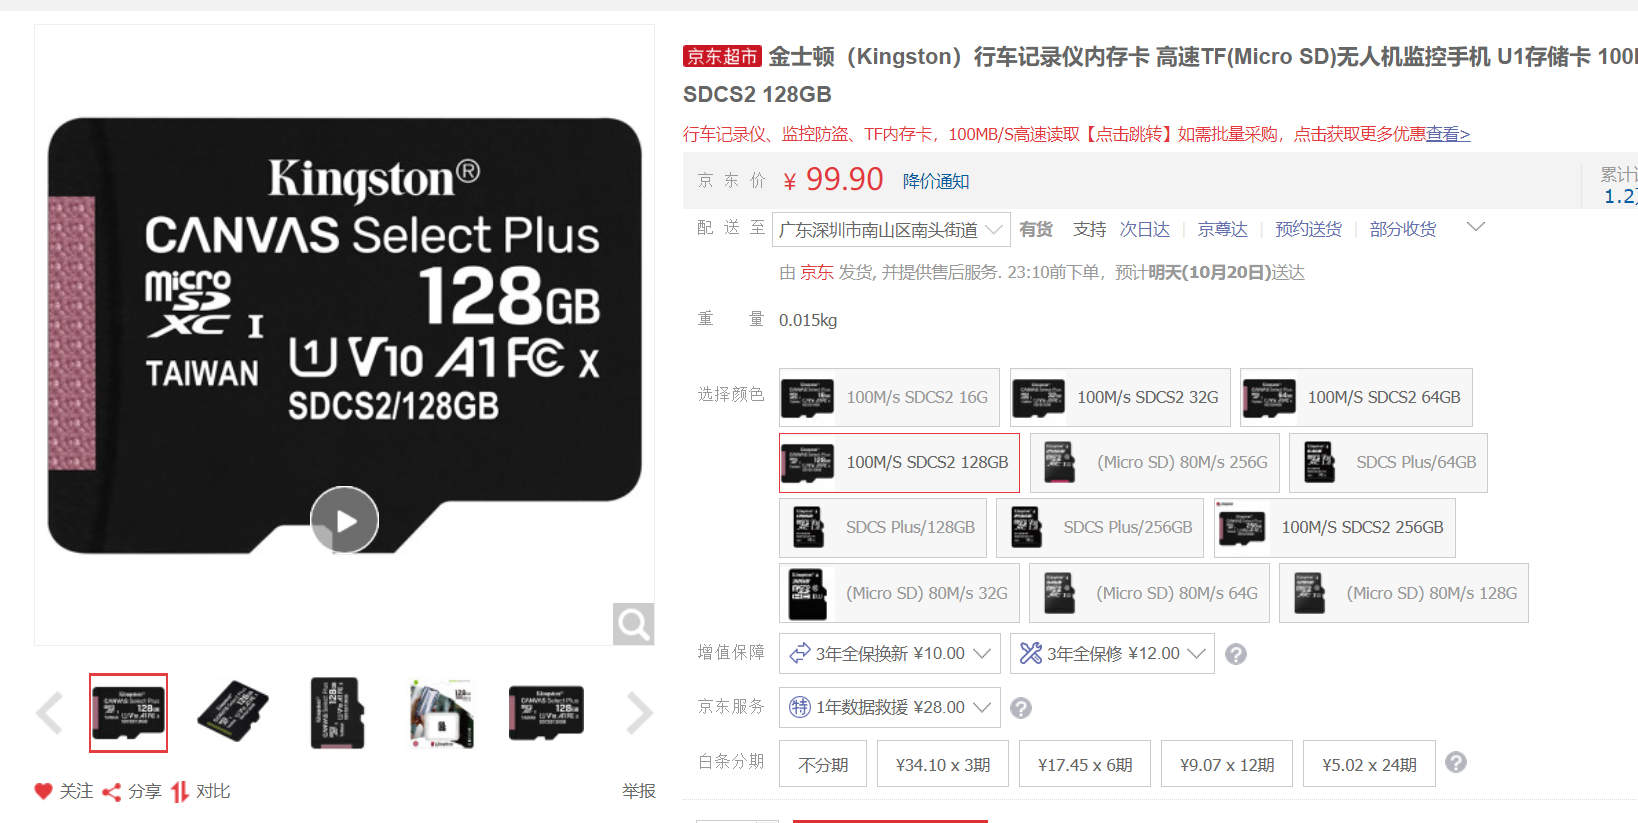 Kingston®
CANVAS Select Plus
micro SD XC I
128GB
TAIWAN
U1 V10 A1 FC x
SDCS2/128GB
关注 分享 对比
举报
京东超市 金士顿（Kingston）行车记录仪内存卡 高速TF(Micro SD)无人机监控手机 U1存储卡 100
SDCS2 128GB
行车记录仪、监控防盗、TF内存卡，100MB/S高速读取【点击跳转】如需批量采购，点击获取更多优惠查看>
京东价 ¥ 99.90 降价通知
累计
1.2
配送至 广东深圳市南山区南头街道 有货 支持 次日达 | 京尊达 | 预约送货 | 部分收货
由 京东 发货, 并提供售后服务. 23:10前下单，预计明天(10月20日)送达
重量 0.015kg
选择颜色 100M/s SDCS2 16G 100M/s SDCS2 32G 100M/S SDCS2 64GB
100M/S SDCS2 128GB (Micro SD) 80M/s 256G SDCS Plus/64GB
SDCS Plus/128GB SDCS Plus/256GB 100M/S SDCS2 256GB
(Micro SD) 80M/s 32G (Micro SD) 80M/s 64G (Micro SD) 80M/s 128G
增值保障 3年全保换新 ¥10.00 3年全保修 ¥12.00 ?
京东服务 特 1年数据救援 ¥28.00 ?
白条分期 不分期 ¥34.10 x 3期 ¥17.45 x 6期 ¥9.07 x 12期 ¥5.02 x 24期 ?